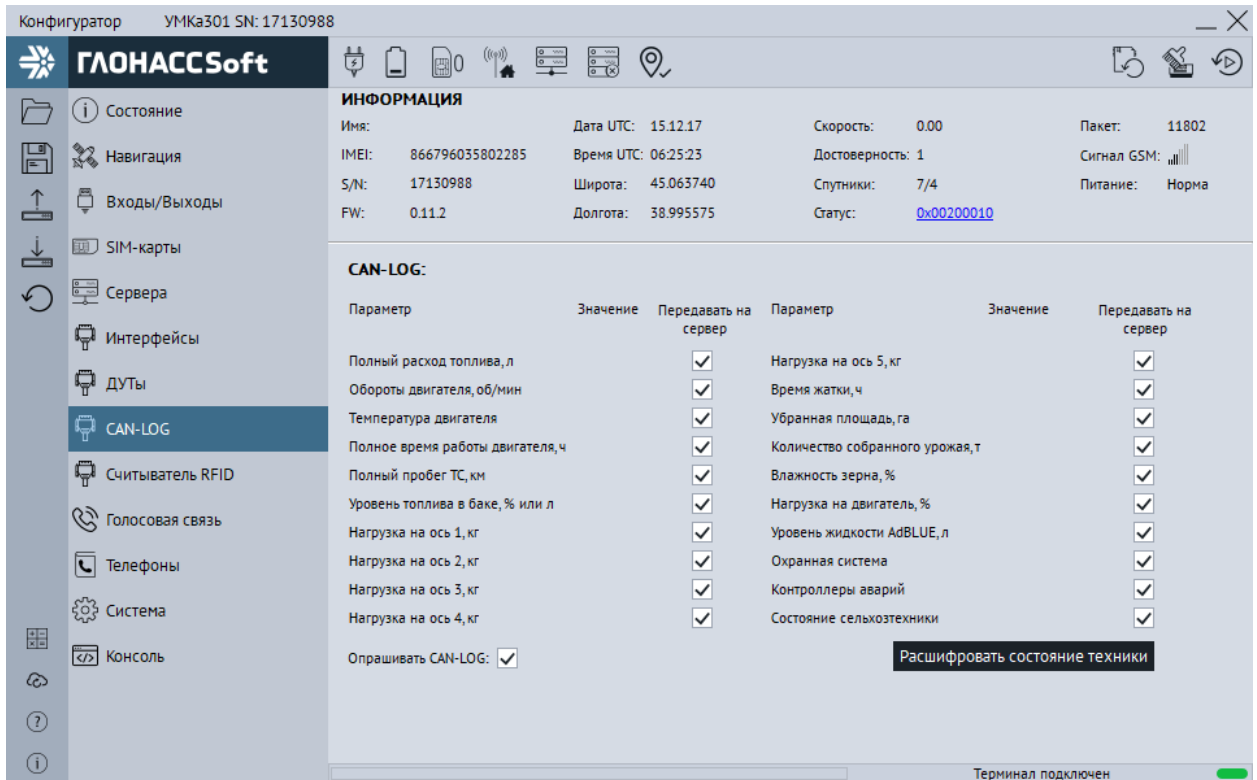 Конфигуратор УМКа301 SN: 17130988
ГЛОНАССSoft
0
Состояние
Навигация
Входы/Выходы
SIM-карты
Сервера
Интерфейсы
ДУТы
CAN-LOG
Считыватель RFID
Голосовая связь
Телефоны
Система
Консоль
ИНФОРМАЦИЯ
Имя: Дата UTC: 15.12.17 Скорость: 0.00 Пакет: 11802
IMEI: 866796035802285 Время UTC: 06:25:23 Достоверность: 1 Сигнал GSM:
S/N: 17130988 Широта: 45.063740 Спутники: 7/4 Питание: Норма
FW: 0.11.2 Долгота: 38.995575 Статус: 0x00200010
CAN-LOG:
Параметр Значение Передавать на сервер Параметр Значение Передавать на сервер
Полный расход топлива, л Нагрузка на ось 5, кг
Обороты двигателя, об/мин Время жатки, ч
Температура двигателя Убранная площадь, га
Полное время работы двигателя, ч Количество собранного урожая, т
Полный пробег ТС, км Влажность зерна, %
Уровень топлива в баке, % или л Нагрузка на двигатель, %
Нагрузка на ось 1, кг Уровень жидкости AdBLUE, л
Нагрузка на ось 2, кг Охранная система
Нагрузка на ось 3, кг Контроллеры аварий
Нагрузка на ось 4, кг Состояние сельхозтехники
Опрашивать CAN-LOG: Расшифровать состояние техники
Терминал подключен